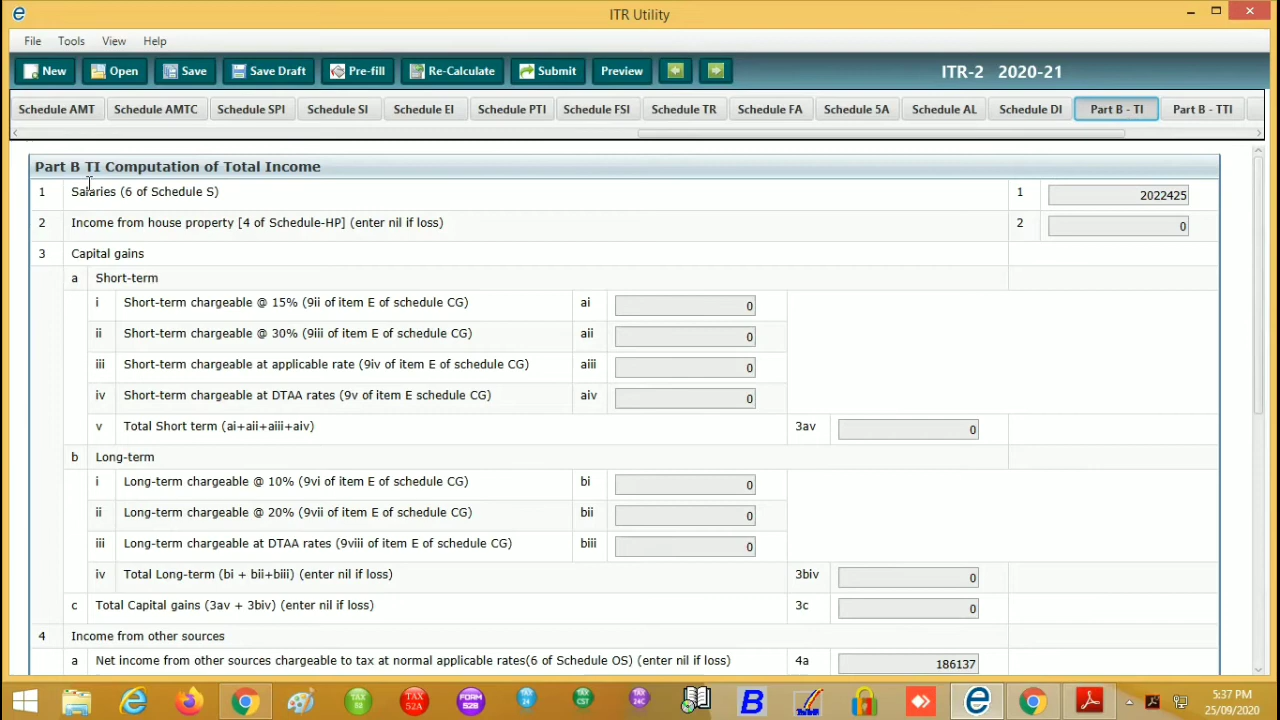 ITR Utility
File Tools View Help
New Open Save Save Draft Pre-fill Re-Calculate Submit Preview ITR-2 2020-21
Schedule AMT Schedule AMTC Schedule SPI Schedule SI Schedule EI Schedule PTI Schedule FSI Schedule TR Schedule FA Schedule 5A Schedule AL Schedule DI Part B - TI Part B - TTI
Part B TI Computation of Total Income
1 Salaries (6 of Schedule S) 1 2022425
2 Income from house property [4 of Schedule-HP] (enter nil if loss) 2 0
3 Capital gains
a Short-term
i Short-term chargeable @ 15% (9ii of item E of schedule CG) ai 0
ii Short-term chargeable @ 30% (9iii of item E of schedule CG) aii 0
iii Short-term chargeable at applicable rate (9iv of item E of schedule CG) aiii 0
iv Short-term chargeable at DTAA rates (9v of item E of schedule CG) aiv 0
v Total Short term (ai+aii+aiii+aiv) 3av 0
b Long-term
i Long-term chargeable @ 10% (9vi of item E of schedule CG) bi 0
ii Long-term chargeable @ 20% (9vii of item E of schedule CG) bii 0
iii Long-term chargeable at DTAA rates (9viii of item E of schedule CG) biii 0
iv Total Long-term (bi + bii+biii) (enter nil if loss) 3biv 0
c Total Capital gains (3av + 3biv) (enter nil if loss) 3c 0
4 Income from other sources
a Net income from other sources chargeable to tax at normal applicable rates(6 of Schedule OS) (enter nil if loss) 4a 186137
5:37 PM
25/09/2020